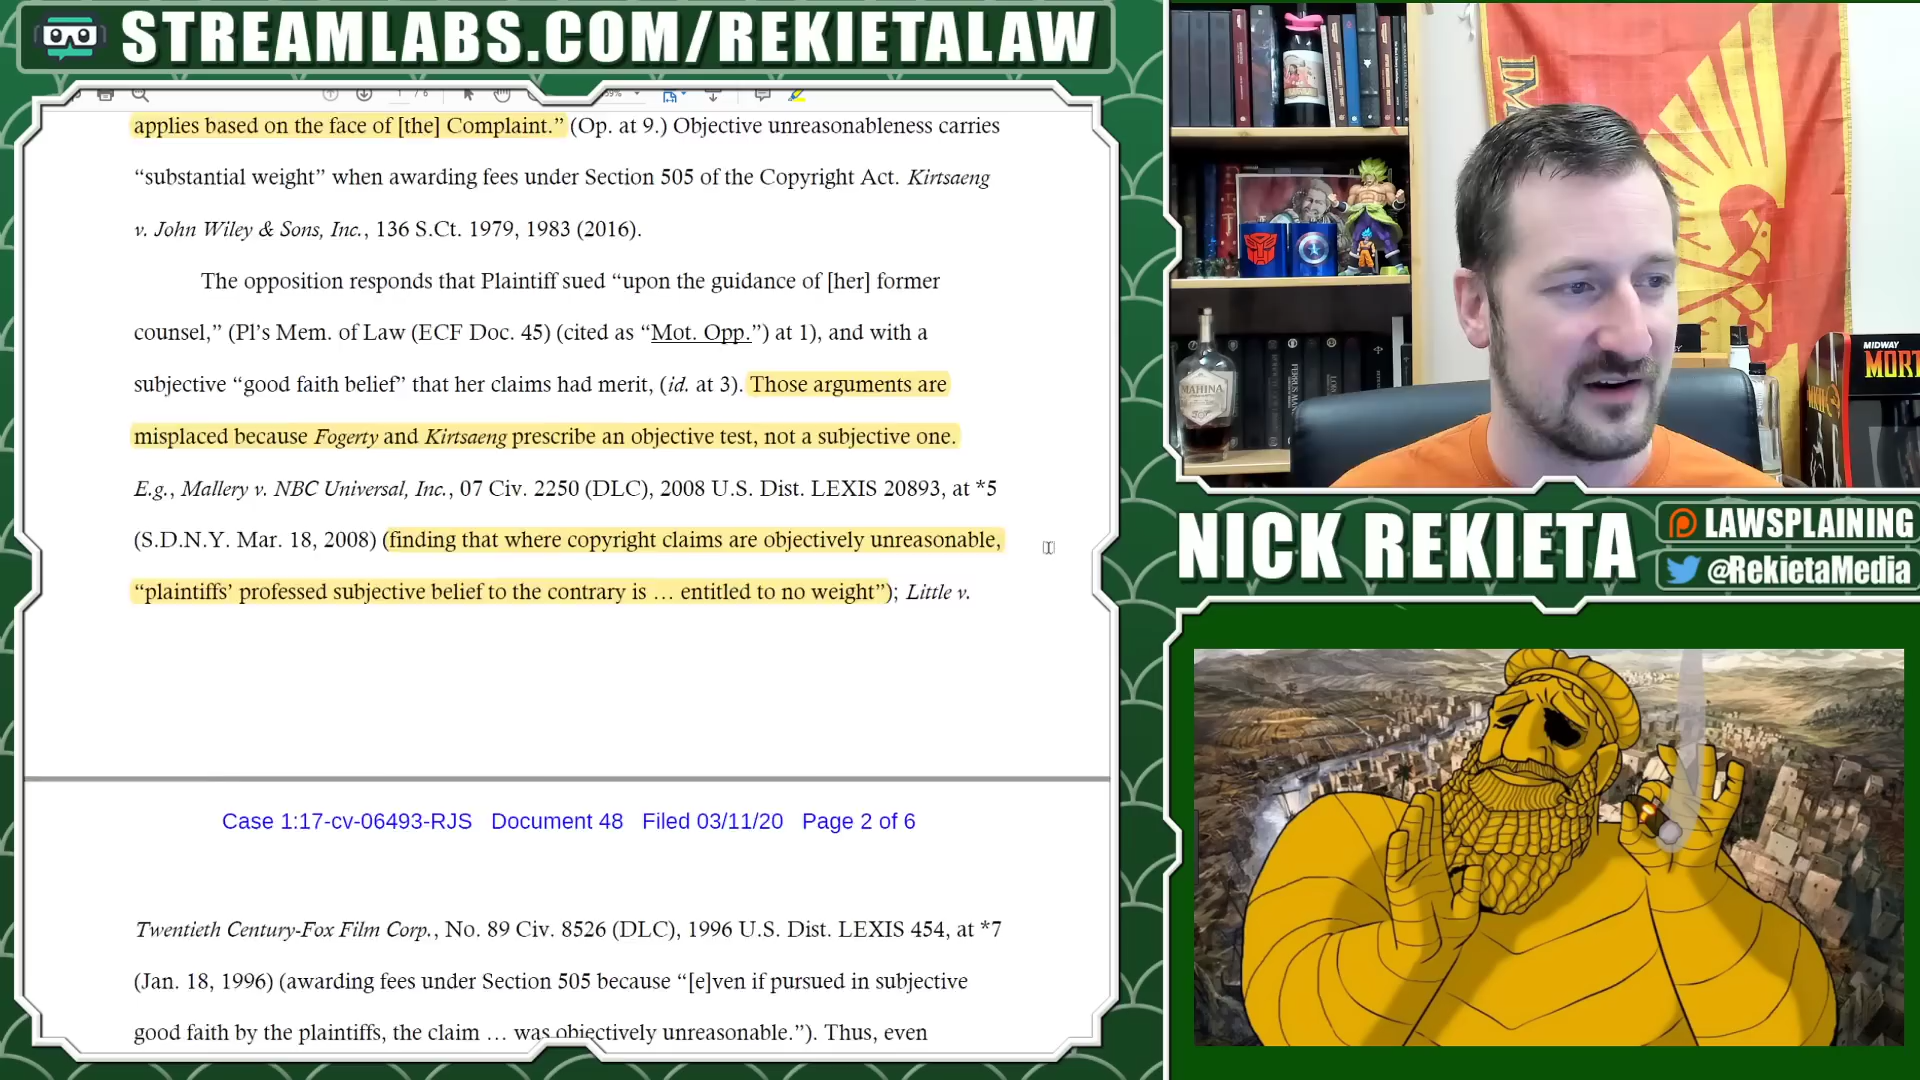 STREAMLABS.COM/REKIETALAW
1 / 6
applies based on the face of [the] Complaint.” (Op. at 9.) Objective unreasonableness carries
“substantial weight” when awarding fees under Section 505 of the Copyright Act. Kirtsaeng
v. John Wiley & Sons, Inc., 136 S.Ct. 1979, 1983 (2016).
The opposition responds that Plaintiff sued “upon the guidance of [her] former
counsel,” (Pl’s Mem. of Law (ECF Doc. 45) (cited as “Mot. Opp.”) at 1), and with a
subjective “good faith belief” that her claims had merit, (id. at 3). Those arguments are
misplaced because Fogerty and Kirtsaeng prescribe an objective test, not a subjective one.
E.g., Mallery v. NBC Universal, Inc., 07 Civ. 2250 (DLC), 2008 U.S. Dist. LEXIS 20893, at *5
(S.D.N.Y. Mar. 18, 2008) (finding that where copyright claims are objectively unreasonable,
“plaintiffs’ professed subjective belief to the contrary is … entitled to no weight”); Little v.
Case 1:17-cv-06493-RJS Document 48 Filed 03/11/20 Page 2 of 6
Twentieth Century-Fox Film Corp., No. 89 Civ. 8526 (DLC), 1996 U.S. Dist. LEXIS 454, at *7
(Jan. 18, 1996) (awarding fees under Section 505 because “[e]ven if pursued in subjective
good faith by the plaintiffs, the claim … was objectively unreasonable.”). Thus, even
MAHINA
MIDWAY
MORT
NICK REKIETA
LAWSPLAINING
@RekietaMedia